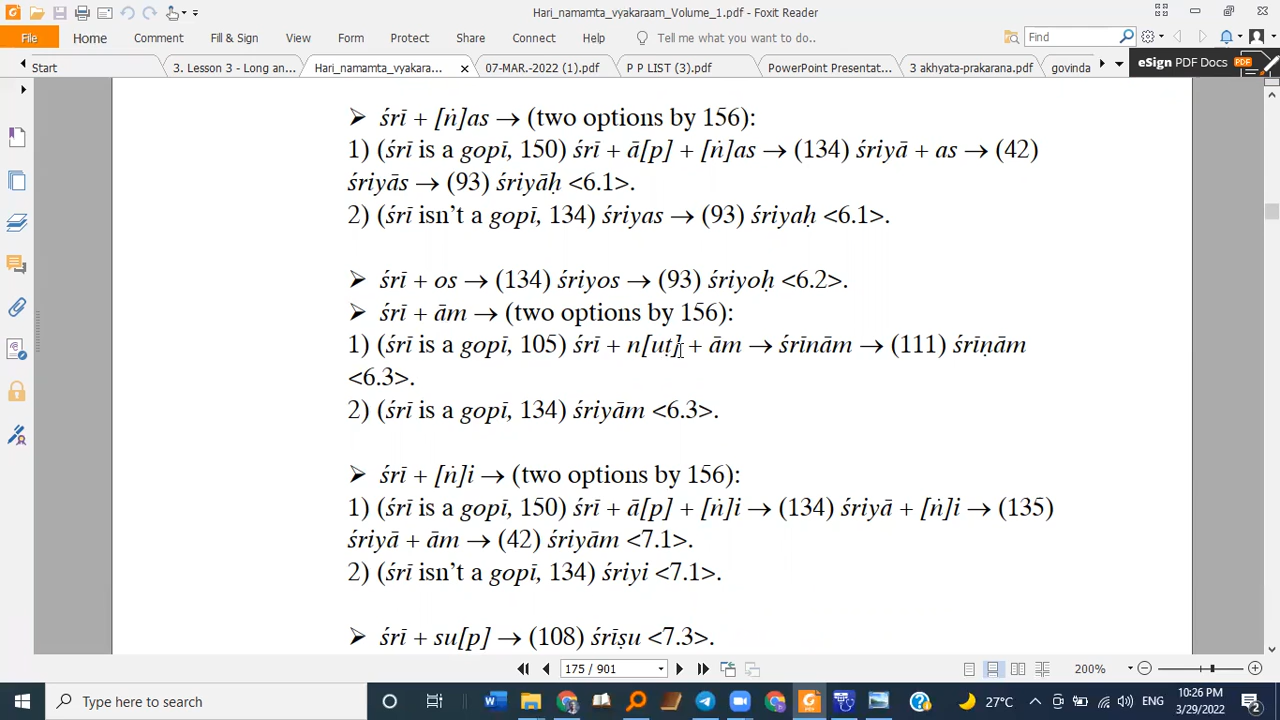 Hari_namamta_vyakaraam_Volume_1.pdf - Foxit Reader
File Home Comment Fill & Sign View Form Protect Share Connect Help Tell me what you want to do... Find
Start 3. Lesson 3 - Long an... Hari_namamta_vyakara... 07-MAR.-2022 (1).pdf P P LIST (3).pdf PowerPoint Presentat... 3 akhyata-prakarana.pdf govinda eSign PDF Docs
➢ śrī + [ṅ]as → (two options by 156):
1) (śrī is a gopī, 150) śrī + ā[p] + [ṅ]as → (134) śriyā + as → (42)
śriyās → (93) śriyāḥ <6.1>.
2) (śrī isn't a gopī, 134) śriyas → (93) śriyaḥ <6.1>.
➢ śrī + os → (134) śriyos → (93) śriyoḥ <6.2>.
➢ śrī + ām → (two options by 156):
1) (śrī is a gopī, 105) śrī + n[uṭ] + ām → śrīnām → (111) śrīṇām
<6.3>.
2) (śrī is a gopī, 134) śriyām <6.3>.
➢ śrī + [ṅ]i → (two options by 156):
1) (śrī is a gopī, 150) śrī + ā[p] + [ṅ]i → (134) śriyā + [ṅ]i → (135)
śriyā + ām → (42) śriyām <7.1>.
2) (śrī isn't a gopī, 134) śriyi <7.1>.
➢ śrī + su[p] → (108) śrīṣu <7.3>.
175 / 901 200%
Type here to search 27°C ENG 10:26 PM
3/29/2022 2